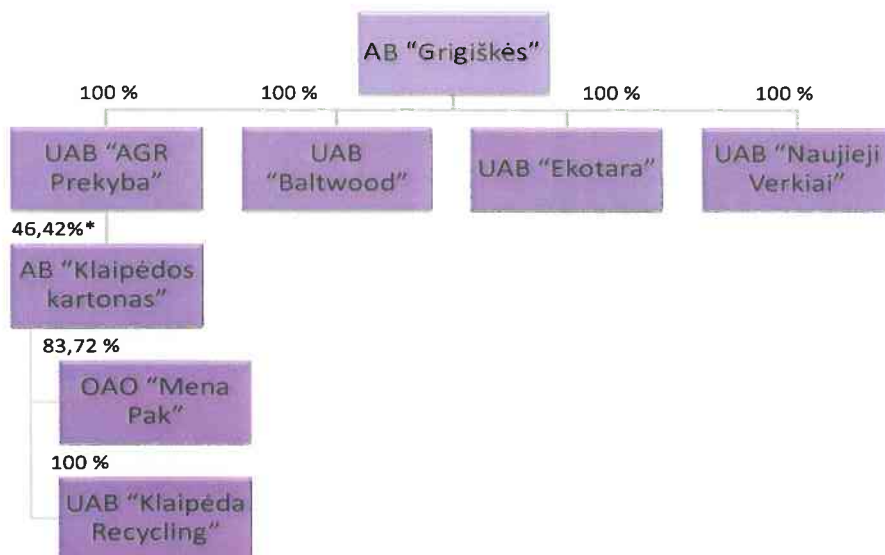 AB “Grigiškės”
100 %
100 %
100 %
100 %
UAB “AGR
Prekyba”
UAB
“Baltwood”
UAB “Ekotara”
UAB “Naujieji
Verkiai”
46,42%*
AB “Klaipėdos
kartonas”
83,72 %
OAO “Mena
Pak”
100 %
UAB “Klaipėda
Recycling”